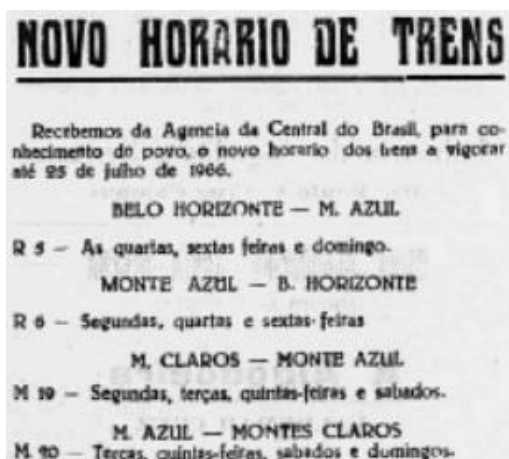 NOVO HORARIO DE TRENS
Recebemos da Agencia da Central do Brasil, para co-
nhecimento do povo, o novo horario dos trens a vigorar
até 25 de julho de 1966.
BELO HORIZONTE — M. AZUL
R 5 — As quartas, sextas feiras e domingo.
MONTE AZUL — B. HORIZONTE
R 6 — Segundas, quartas e sextas-feiras
M. CLAROS — MONTE AZUL
M 19 — Segundas, terças, quintas-feiras e sabados.
M. AZUL — MONTES CLAROS
M 20 — Terças, quintas-feiras, sabados e dumingos.